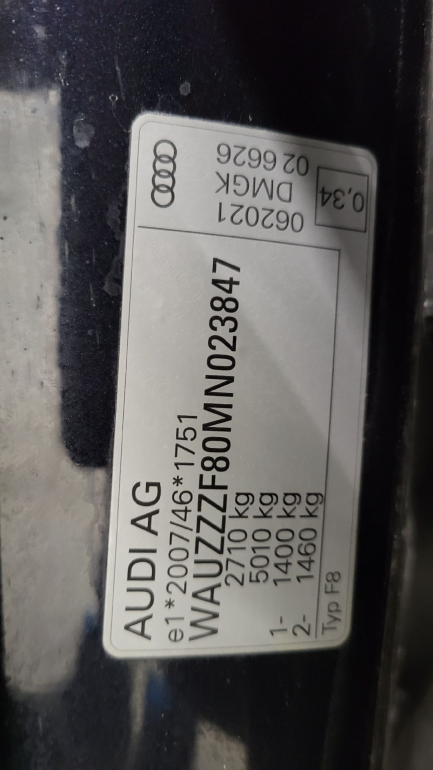 AUDI AG
e1*2007/46*1751
WAUZZZF80MN023847
2710 kg
5010 kg
1- 1400 kg
2- 1460 kg
Typ F8
062021
DMGK
02 6626
0,34